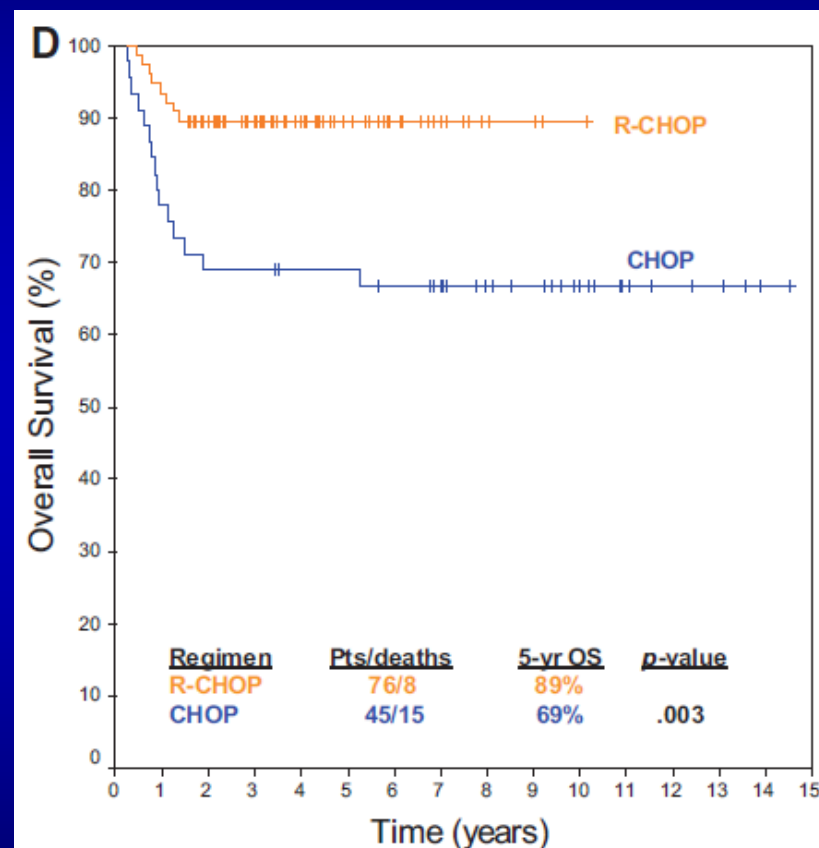 D
100
90
80
70
60
50
40
30
20
10
0
Overall Survival (%)
R-CHOP
CHOP
Regimen Pts/deaths 5-yr OS p-value
R-CHOP 76/8 89%
CHOP 45/15 69% .003
0 1 2 3 4 5 6 7 8 9 10 11 12 13 14 15
Time (years)